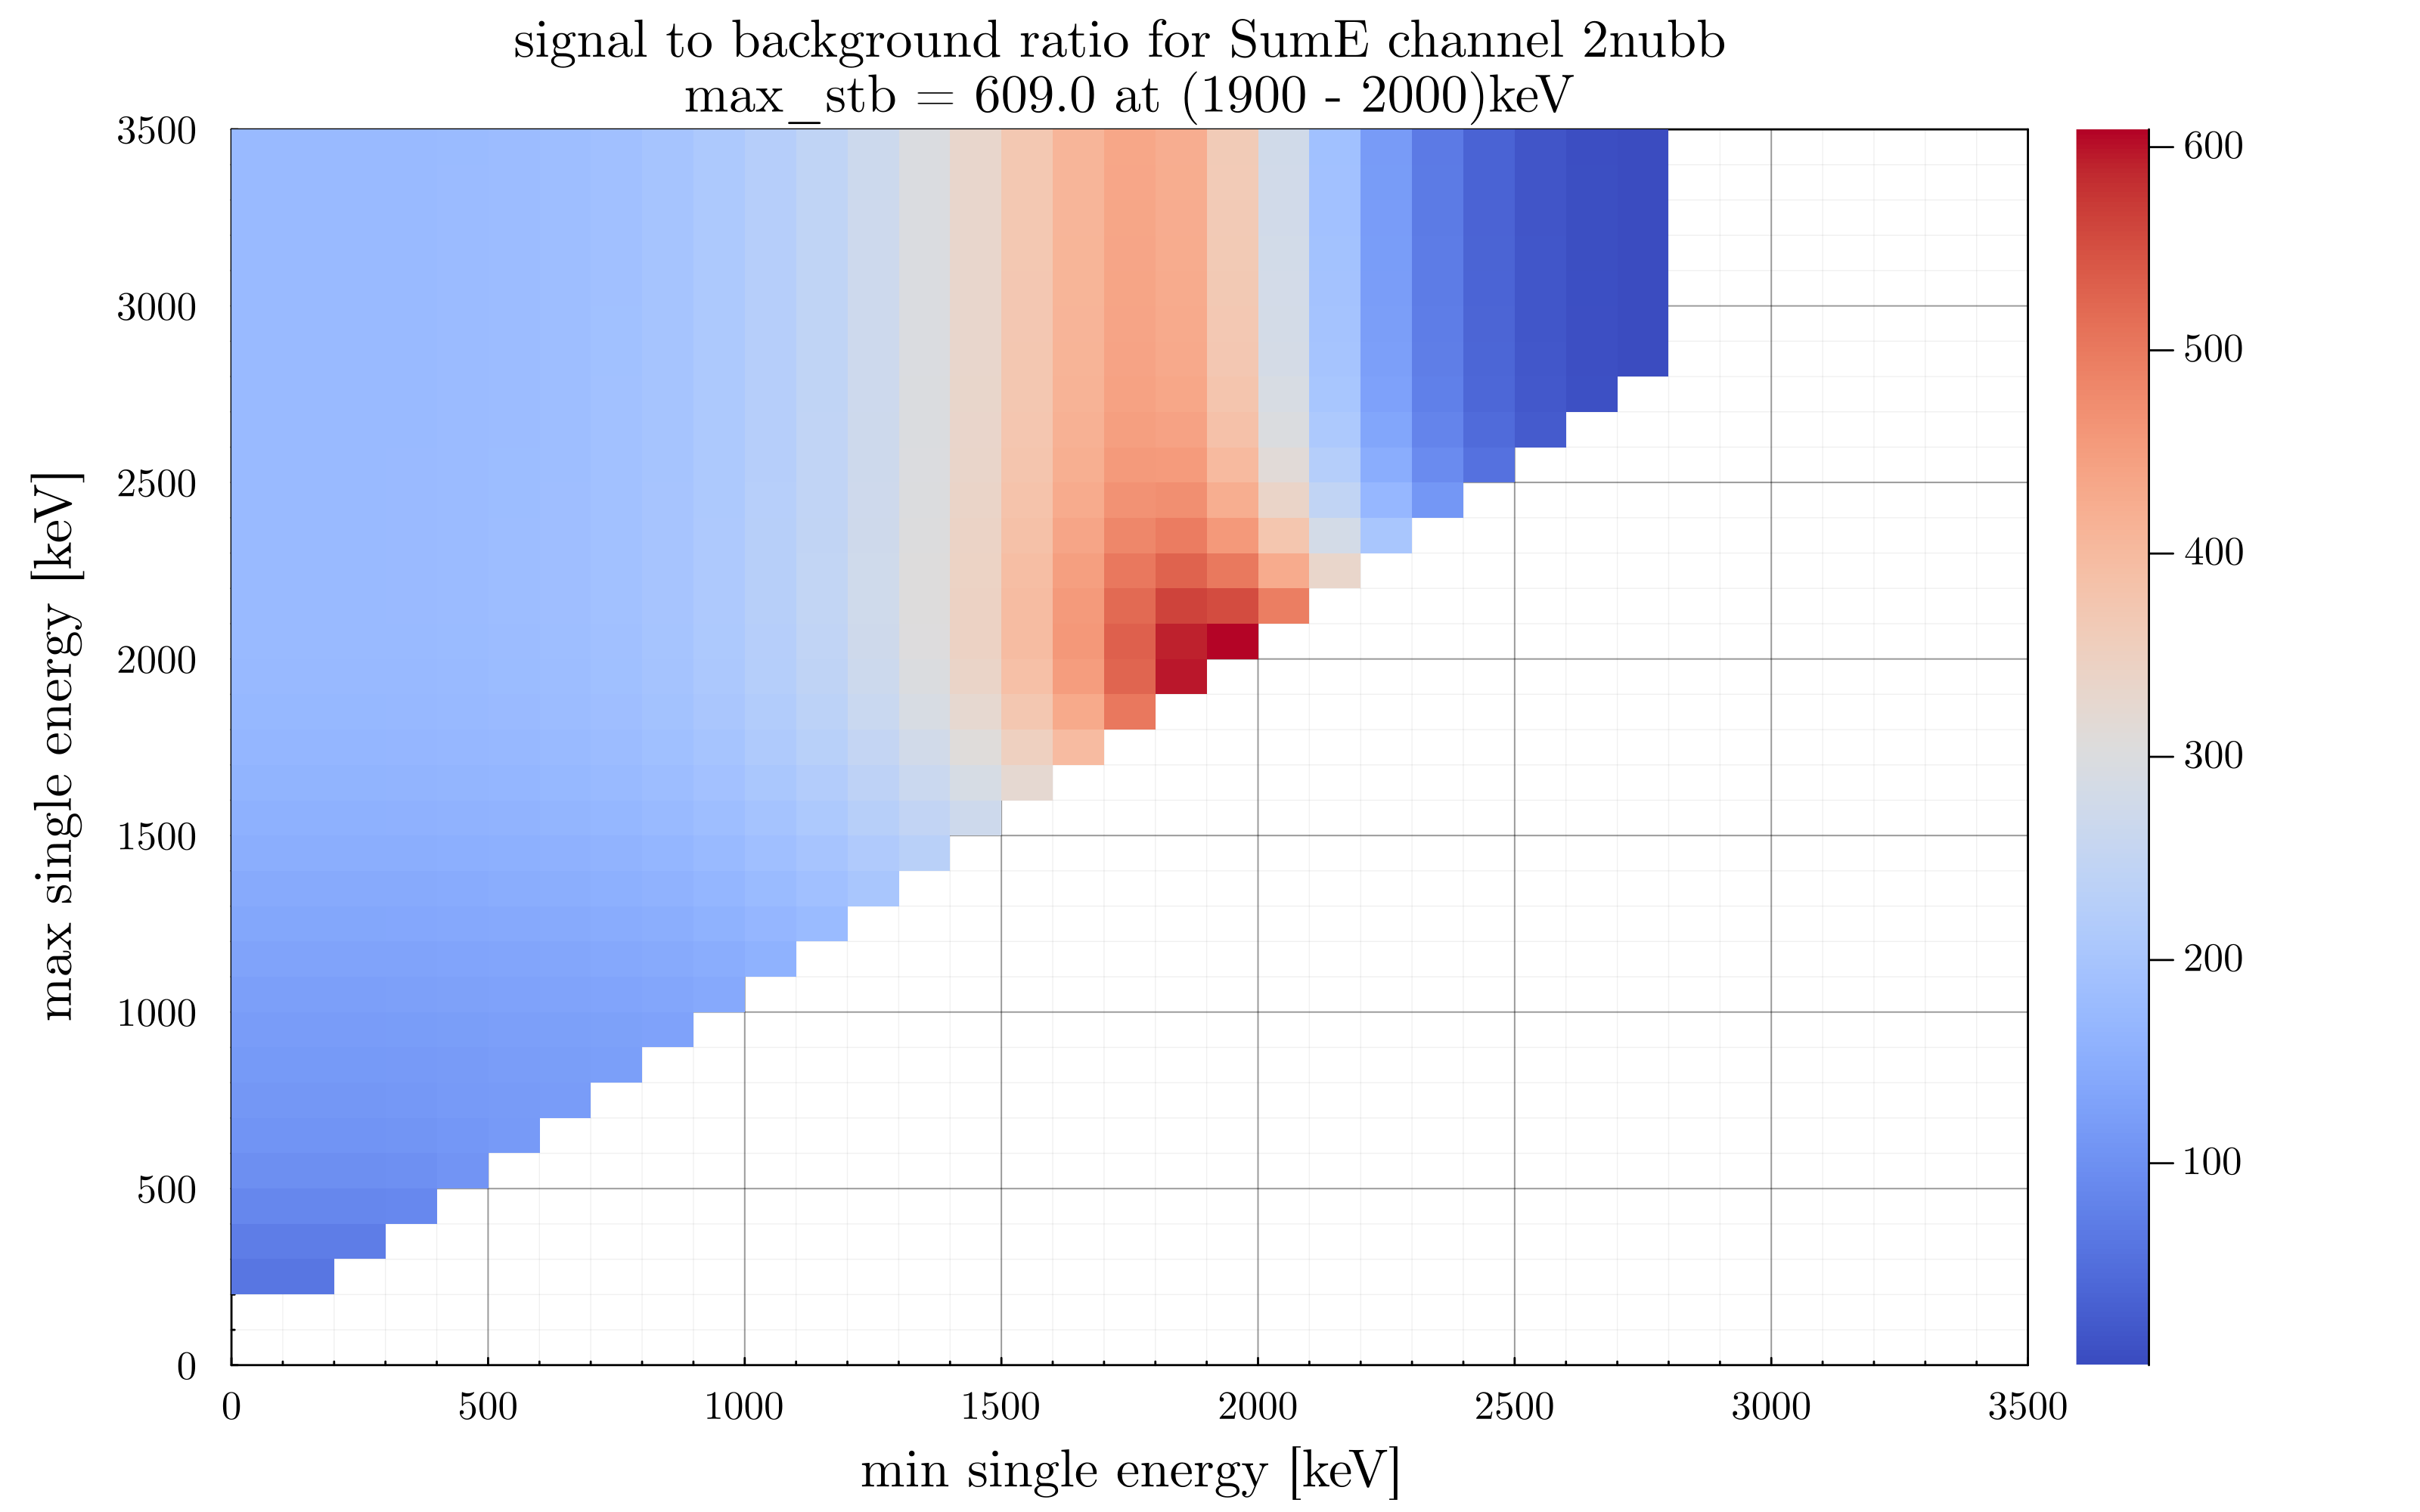 signal to background ratio for SumE channel 2nubb
max_stb = 609.0 at (1900 - 2000)keV
max single energy [keV]
3500
3000
2500
2000
1500
1000
500
0
0 500 1000 1500 2000 2500 3000 3500
min single energy [keV]
600
500
400
300
200
100